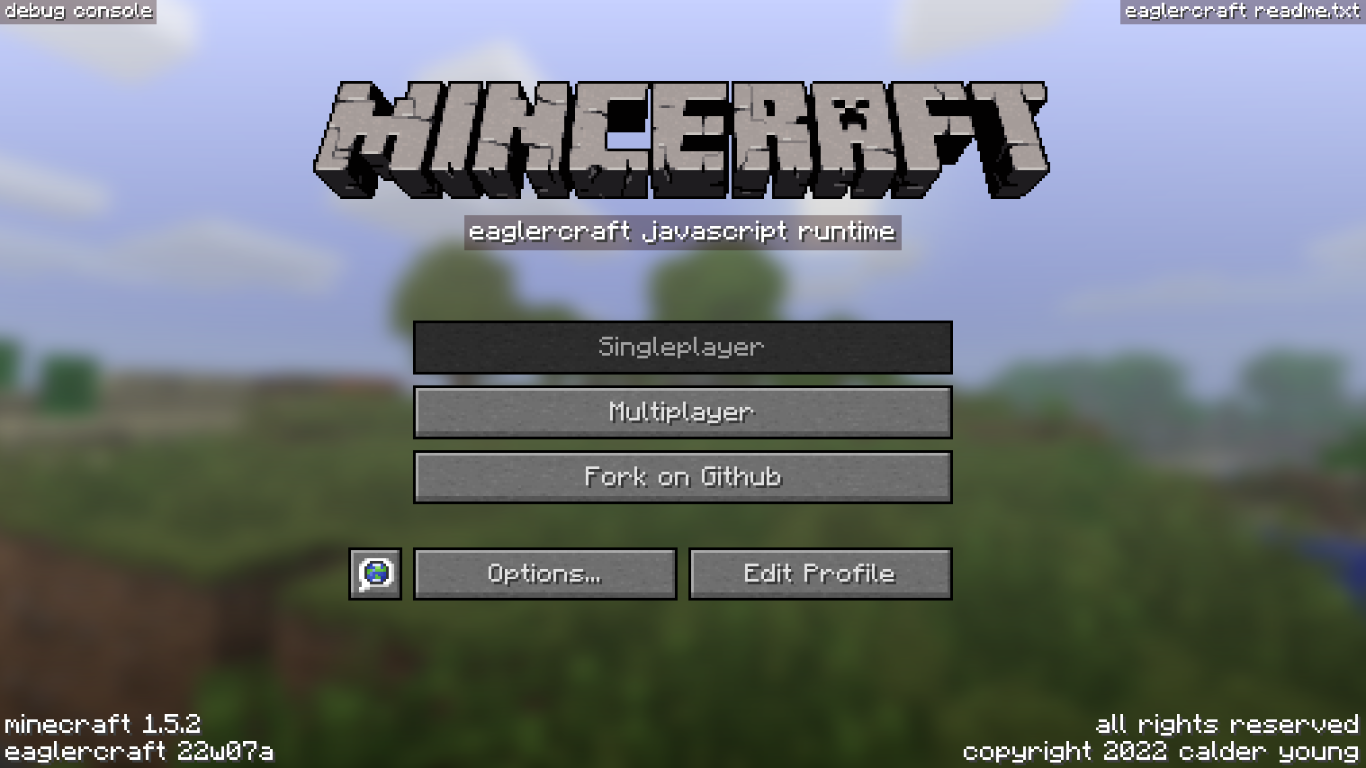 debug console
eaglercraft readme.txt
MINCERAFT
eaglercraft javascript runtime
Singleplayer
Multiplayer
Fork on Github
Options...
Edit Profile
minecraft 1.5.2
all rights reserved
eaglercraft 22w07a
copyright 2022 calder young